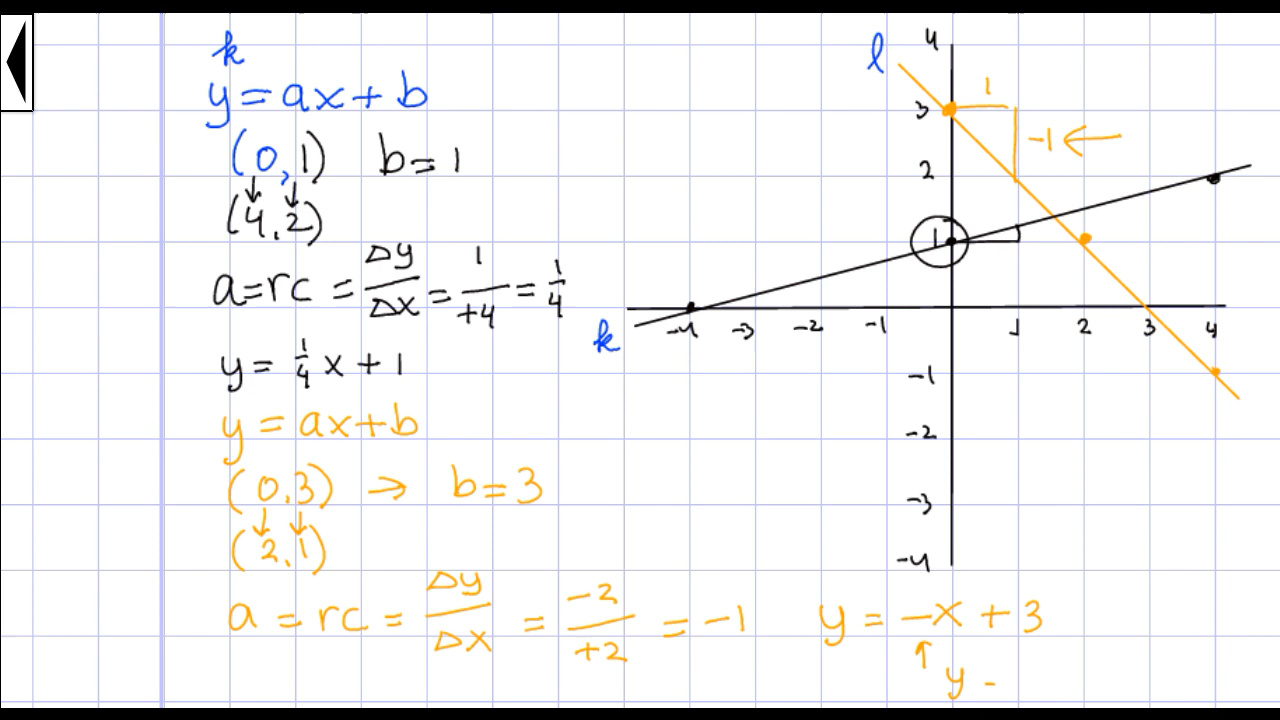 k
y = ax + b
(0,1) b = 1
(4,2)
a = rc = Δy/Δx = 1/+4 = 1/4
y = 1/4 x + 1
y = ax + b
(0,3) → b = 3
(2,1)
a = rc = Δy/Δx = -2/+2 = -1
y = -x + 3
↑
y -
l
4
3
2
1
-1
-2
-3
-4
1
-1 ←
k
-4 -3 -2 -1 1 2 3 4